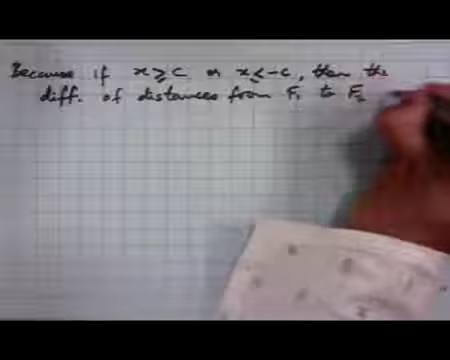 Because if x ≥ c or x ≤ -c, then the
diff. of distances from F₁ to F₂